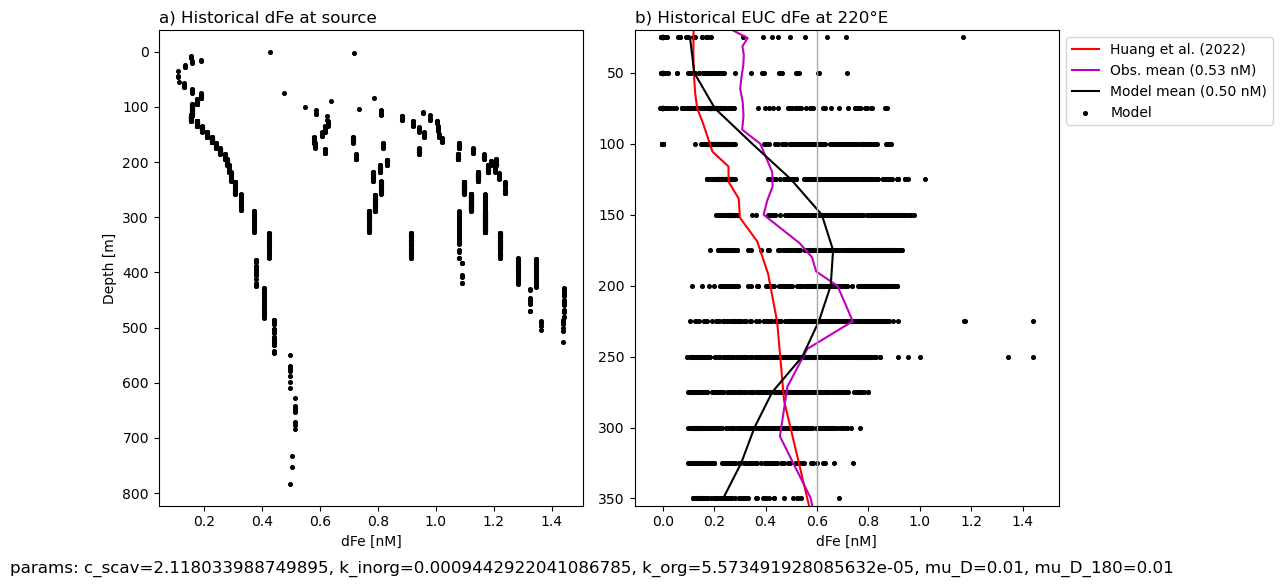 a) Historical dFe at source
b) Historical EUC dFe at 220°E
0
100
200
300
400
500
600
700
800
Depth [m]
0.2 0.4 0.6 0.8 1.0 1.2 1.4
dFe [nM]
50
100
150
200
250
300
350
0.0 0.2 0.4 0.6 0.8 1.0 1.2 1.4
dFe [nM]
Huang et al. (2022)
Obs. mean (0.53 nM)
Model mean (0.50 nM)
Model
params: c_scav=2.118033988749895, k_inorg=0.0009442922041086785, k_org=5.573491928085632e-05, mu_D=0.01, mu_D_180=0.01